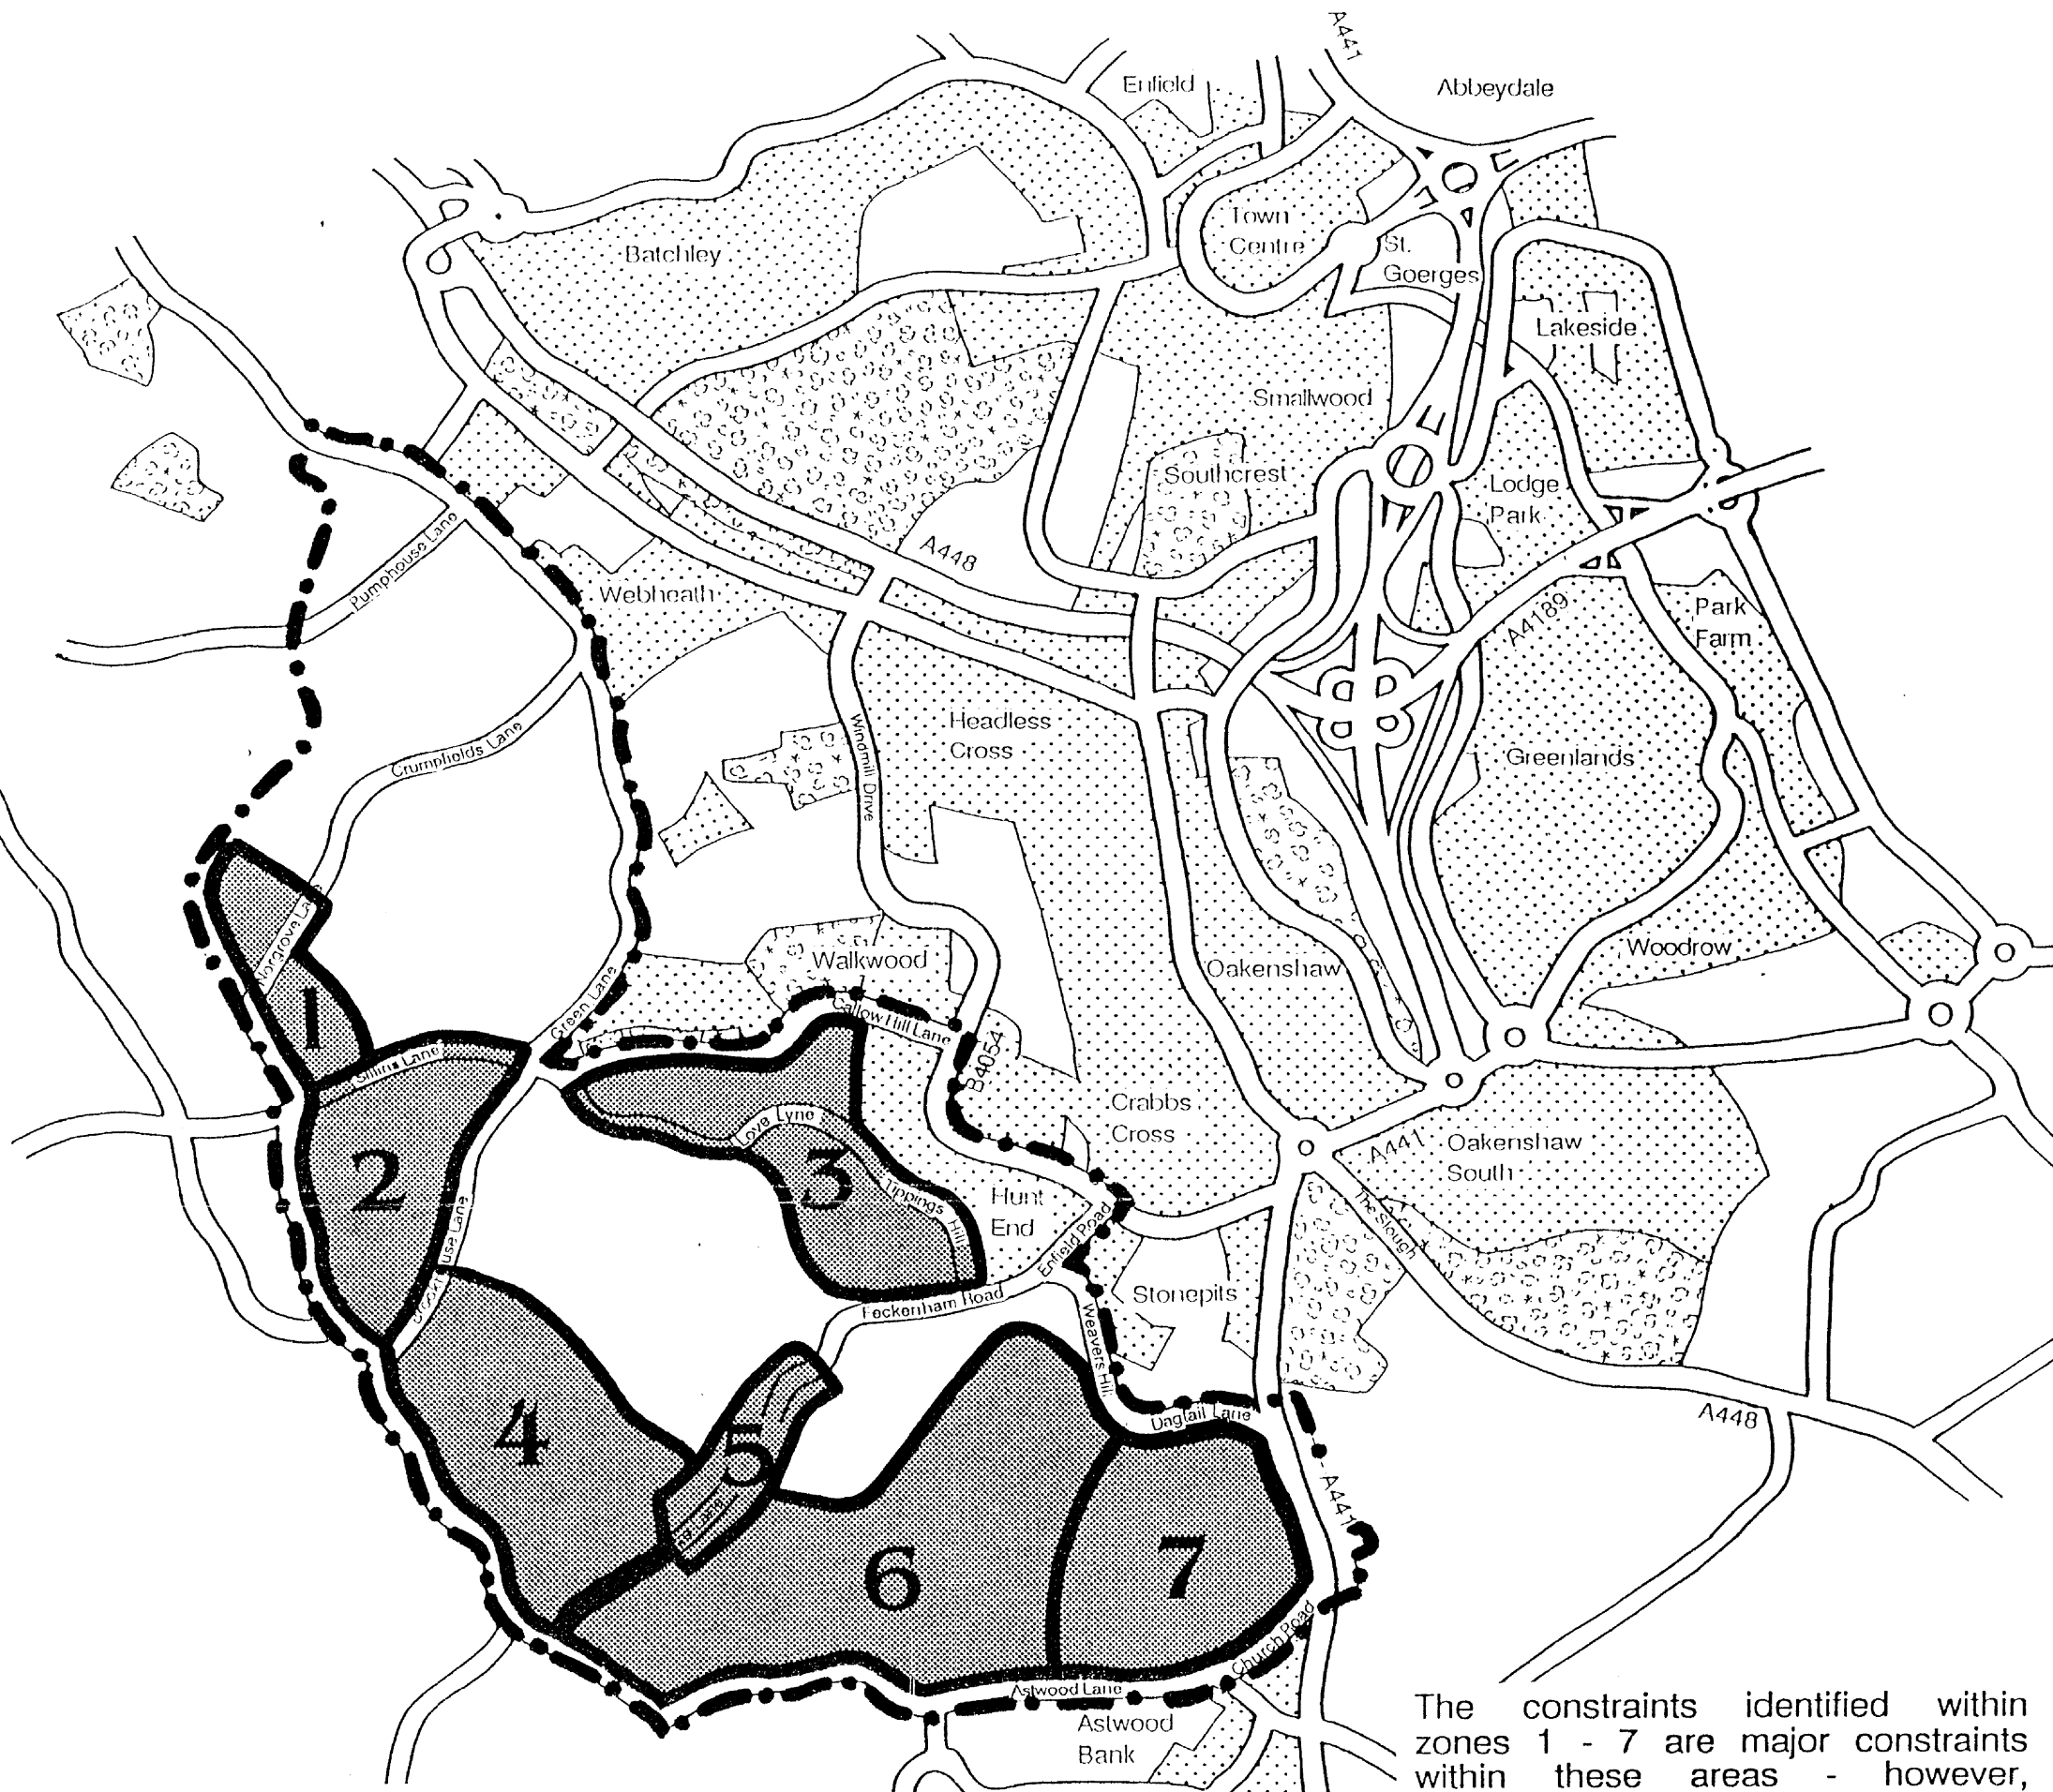 A441
Enfield
Abbeydale
Town
Centre
St.
Goerges
Batchley
Lakeside
Smallwood
Southcrest
Lodge
Park
A448
Pumphouse Lane
Webheath
A4189
Park
Farm
Headless
Cross
Windmill Drive
Crumpfields Lane
Greenlands
Norgrove
Walkwood
Oakenshaw
Woodrow
Green Lane
Callow Hill Lane
B4054
1
Lane
2
Love Lyne
3
Tippings Hill
Crabbs
Cross
A441
Oakenshaw
South
The Slough
Hunt
End
Enfield Road
Stonepits
Feckenham Road
Weavers Hill
Dagtail Lane
A448
A441
4
5
6
7
Church Road
Astwood Lane
Astwood
Bank
The constraints identified within
zones 1 - 7 are major constraints
within these areas - however,